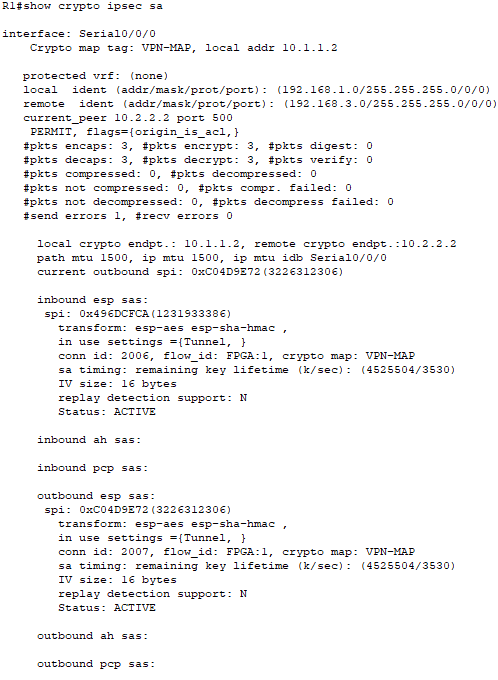 R1#show crypto ipsec sa
interface: Serial0/0/0
Crypto map tag: VPN-MAP, local addr 10.1.1.2
protected vrf: (none)
local ident (addr/mask/prot/port): (192.168.1.0/255.255.255.0/0/0)
remote ident (addr/mask/prot/port): (192.168.3.0/255.255.255.0/0/0)
current_peer 10.2.2.2 port 500
PERMIT, flags={origin_is_acl,}
#pkts encaps: 3, #pkts encrypt: 3, #pkts digest: 0
#pkts decaps: 3, #pkts decrypt: 3, #pkts verify: 0
#pkts compressed: 0, #pkts decompressed: 0
#pkts not compressed: 0, #pkts compr. failed: 0
#pkts not decompressed: 0, #pkts decompress failed: 0
#send errors 1, #recv errors 0
local crypto endpt.: 10.1.1.2, remote crypto endpt.:10.2.2.2
path mtu 1500, ip mtu 1500, ip mtu idb Serial0/0/0
current outbound spi: 0xC04D9E72(3226312306)
inbound esp sas:
spi: 0x496DCFCA(1231933386)
transform: esp-aes esp-sha-hmac ,
in use settings ={Tunnel, }
conn id: 2006, flow_id: FPGA:1, crypto map: VPN-MAP
sa timing: remaining key lifetime (k/sec): (4525504/3530)
IV size: 16 bytes
replay detection support: N
Status: ACTIVE
inbound ah sas:
inbound pcp sas:
outbound esp sas:
spi: 0xC04D9E72(3226312306)
transform: esp-aes esp-sha-hmac ,
in use settings ={Tunnel, }
conn id: 2007, flow_id: FPGA:1, crypto map: VPN-MAP
sa timing: remaining key lifetime (k/sec): (4525504/3530)
IV size: 16 bytes
replay detection support: N
Status: ACTIVE
outbound ah sas:
outbound pcp sas: